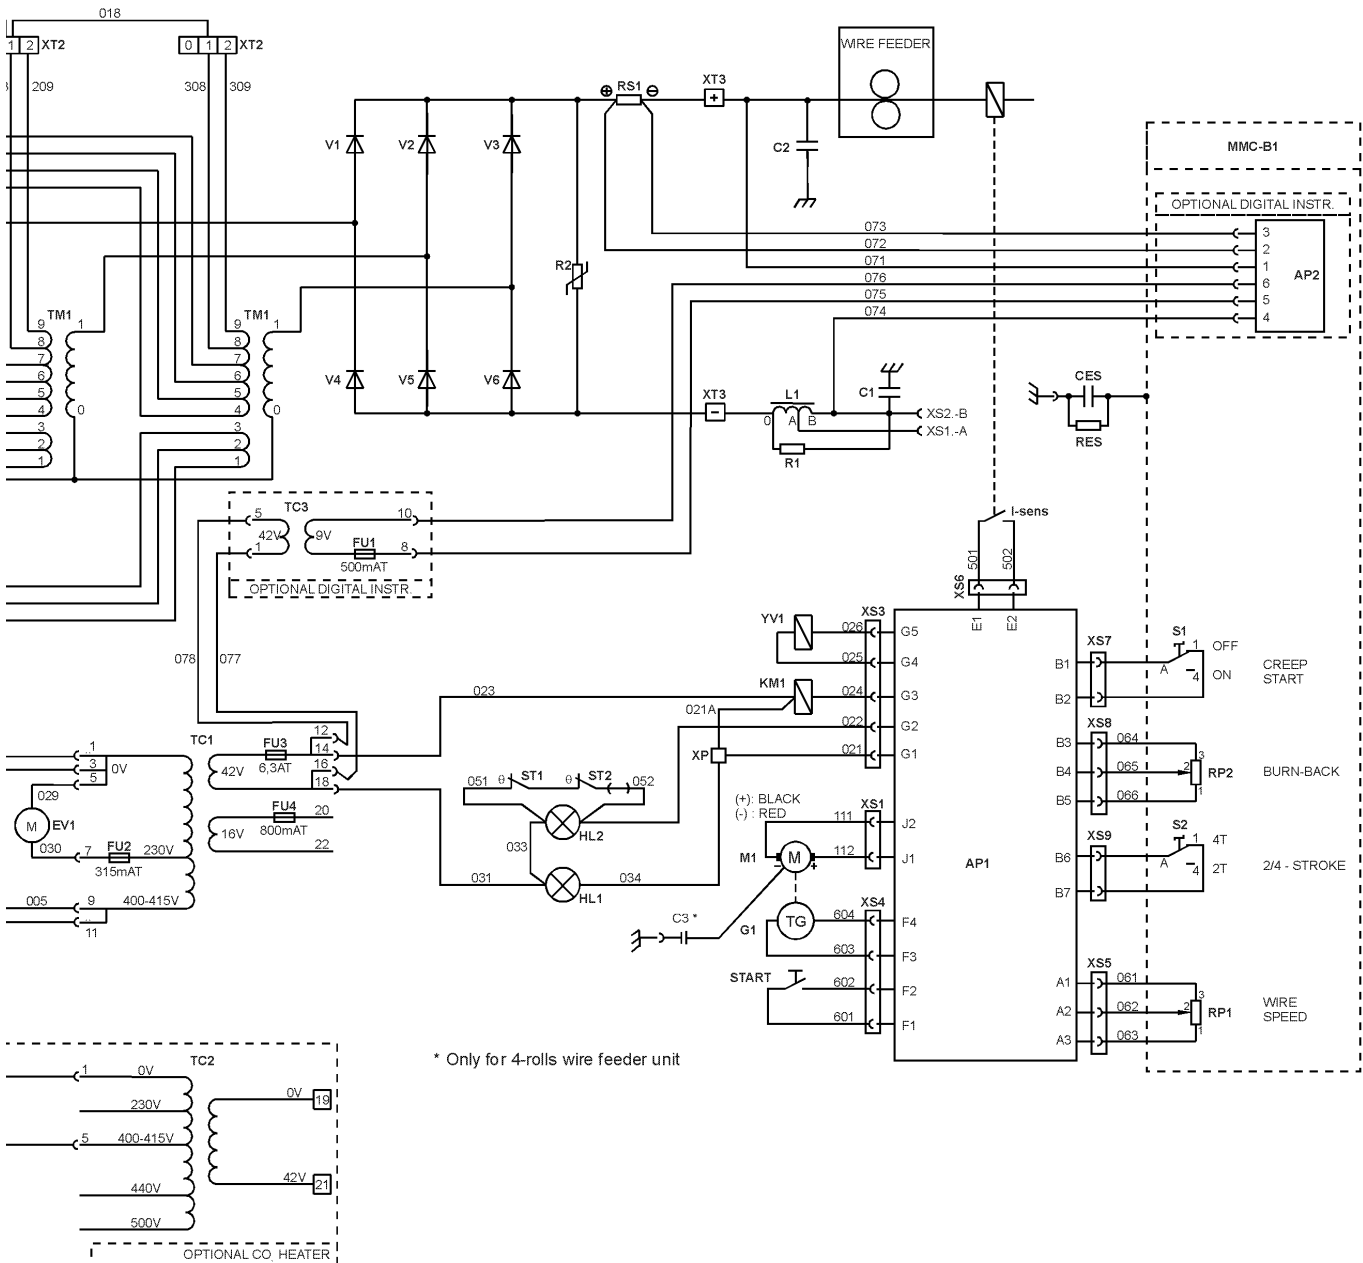 018
1 2 XT2
0 1 2 XT2
209
308 309
V1
V2
V3
V4
V5
V6
R2
RS1
XT3
+
C2
WIRE FEEDER
MMC-B1
OPTIONAL DIGITAL INSTR.
073
072
071
076
075
074
3
2
1
6
5
4
AP2
TM1
9
8
7
6
5
4
3
2
1
1
0
TM1
9
8
7
6
5
4
3
2
1
1
0
XT3
-
L1
0 A B
C1
XS2.-B
XS1.-A
R1
CES
RES
TC3
5
42V
1
9V
10
FU1
8
500mAT
OPTIONAL DIGITAL INSTR.
I-sens
501
502
XS6
E1
E2
078
077
YV1
026
025
XS3
G5
G4
KM1
024
G3
021A
022
G2
XP
021
G1
023
TC1
FU3
6,3AT
42V
12
14
16
18
FU4
800mAT
16V
20
22
1
3
5
0V
029
M
EV1
030
7
FU2
315mAT
230V
005
9
400-415V
11
051
θ ST1
θ ST2
052
HL2
033
031
034
HL1
(+): BLACK
(-) : RED
111
112
XS1
J2
J1
M1
M
-
+
AP1
C3 *
G1
TG
604
603
XS4
F4
F3
START
602
601
F2
F1
XS7
B1
B2
S1
A
1
4
OFF
ON
CREEP
START
XS8
B3
B4
B5
064
065
066
3
2
1
RP2
BURN-BACK
XS9
B6
B7
S2
A
1
4
4T
2T
2/4 - STROKE
XS5
A1
A2
A3
061
062
063
3
2
1
RP1
WIRE
SPEED
* Only for 4-rolls wire feeder unit
TC2
1
0V
230V
5
400-415V
440V
500V
0V
19
42V
21
OPTIONAL CO HEATER